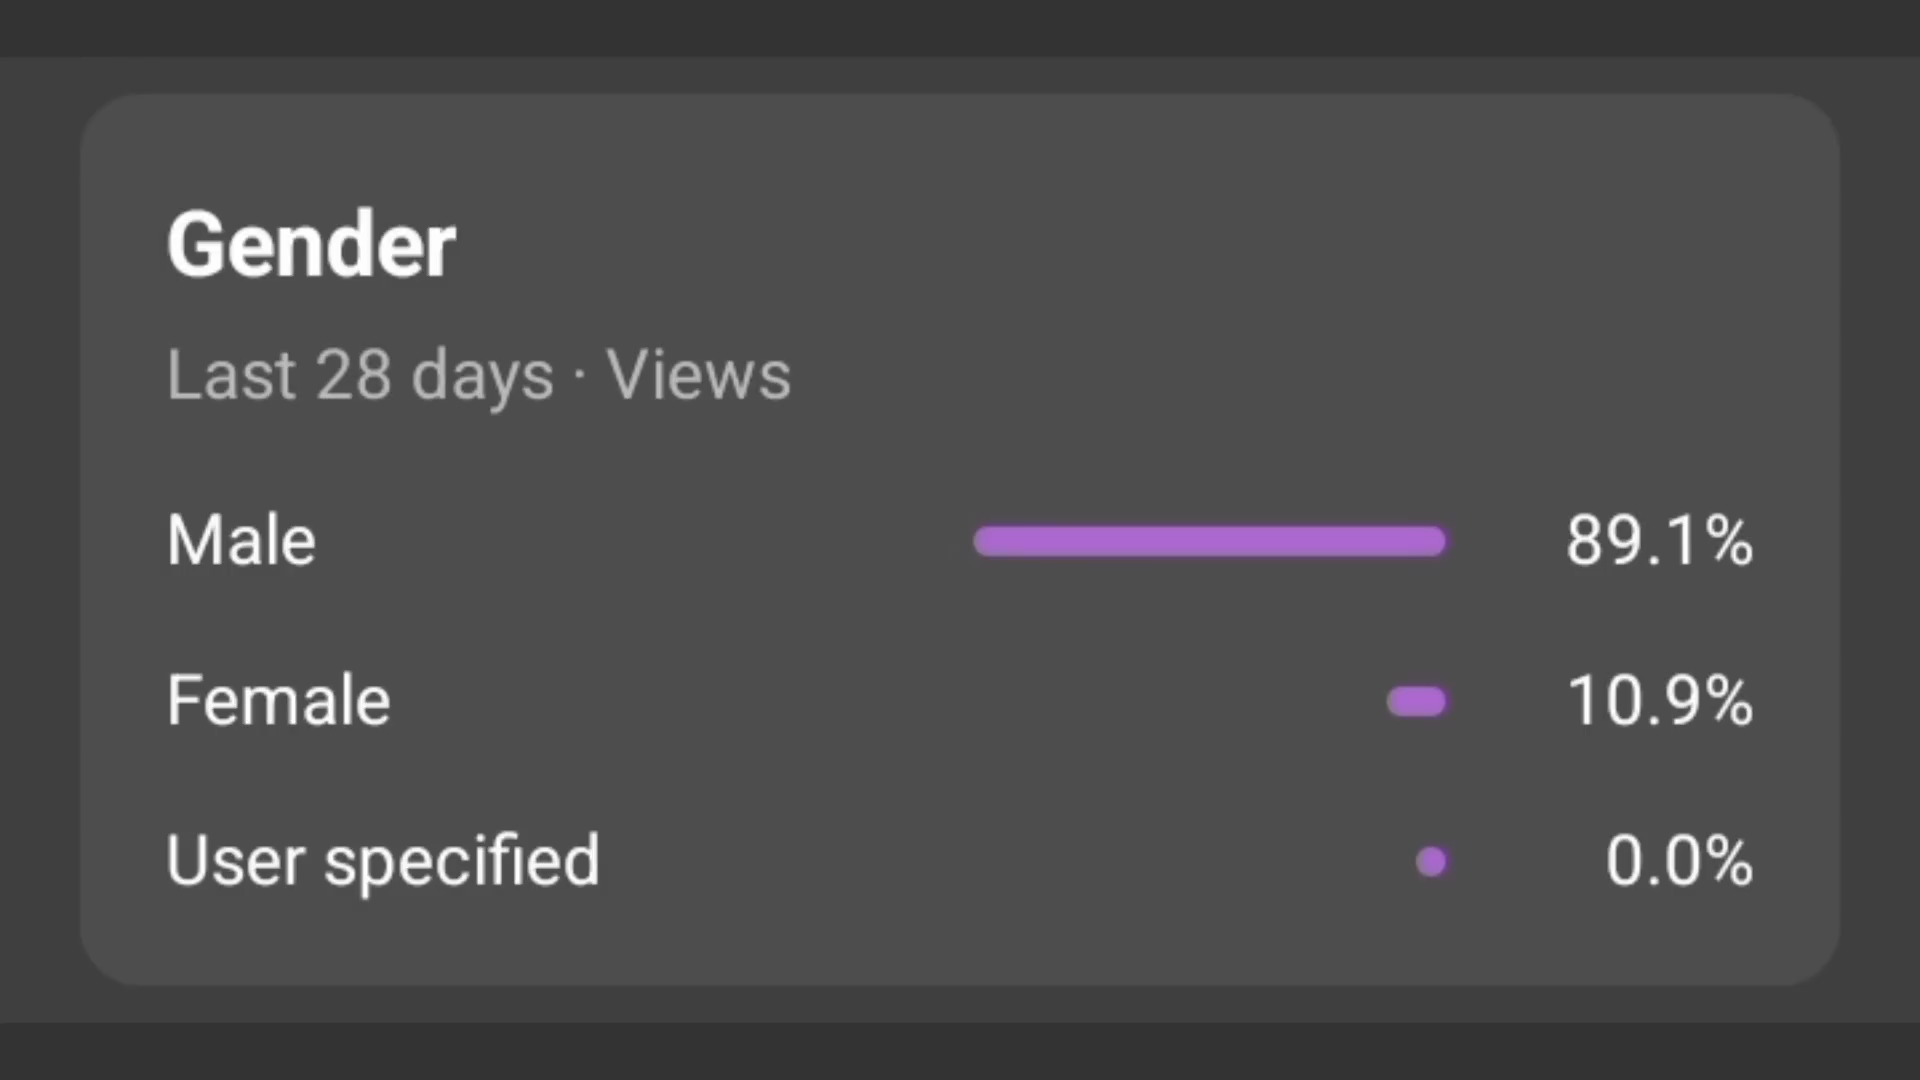 Gender
Last 28 days · Views
Male 89.1%
Female 10.9%
User specified 0.0%